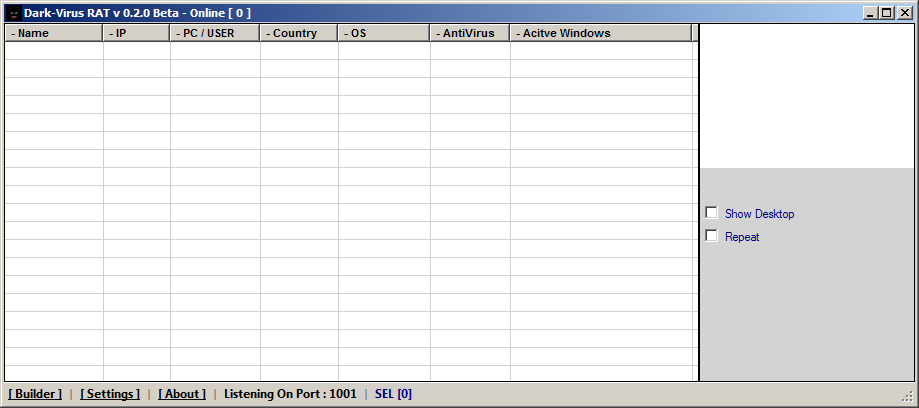 Dark-Virus RAT v 0.2.0 Beta - Online [ 0 ]
- Name - IP - PC / USER - Country - OS - AntiVirus - Acitve Windows
Show Desktop
Repeat
[ Builder ] | [ Settings ] | [ About ] | Listening On Port : 1001 | SEL [0]